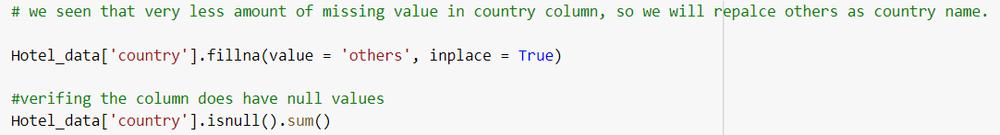 # we seen that very less amount of missing value in country column, so we will repalce others as country name.
Hotel_data['country'].fillna(value = 'others', inplace = True)
#verifing the column does have null values
Hotel_data['country'].isnull().sum()